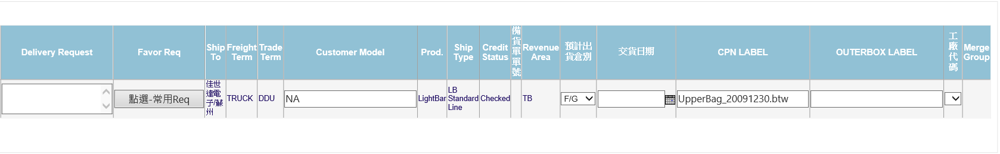 Delivery Request
Favor Req
Ship
To
Freight
Term
Trade
Term
Customer Model
Prod.
Ship
Type
Credit
Status
備
貨
單
單
號
Revenue
Area
預計出
貨倉別
交貨日期
CPN LABEL
OUTERBOX LABEL
工
廠
代
碼
Merge
Group
點選-常用Req
佳世
達電
子/蘇
州
TRUCK
DDU
NA
LightBar
LB
Standard
Line
Checked
TB
F/G
UpperBag_20091230.btw